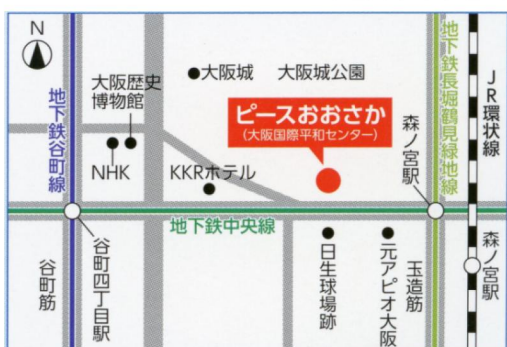 N
大阪歴史
博物館
大阪城
大阪城公園
地下鉄谷町線
ピースおおさか
(大阪国際平和センター)
地下鉄長堀鶴見緑地線
JR環状線
NHK
KKRホテル
森ノ宮駅
地下鉄中央線
谷町筋
谷町四丁目駅
日生球場跡
元アピオ大阪
玉造筋
森ノ宮駅